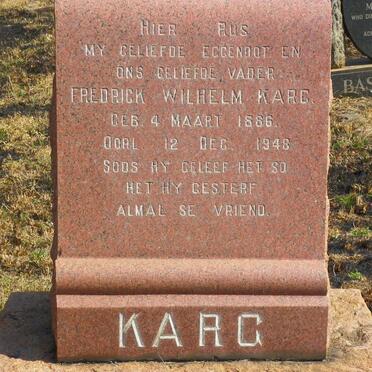 HIER RUS
MY GELIEFDE EGGENOOT EN
ONS GELIEFDE VADER
FREDRICK WILHELM KARG.
GEB. 4 MAART 1886.
OORL. 12 DEC. 1948
SOOS HY GELEEF HET SO
HET HY GESTERF
ALMAL SE VRIEND.
KARG
BAS